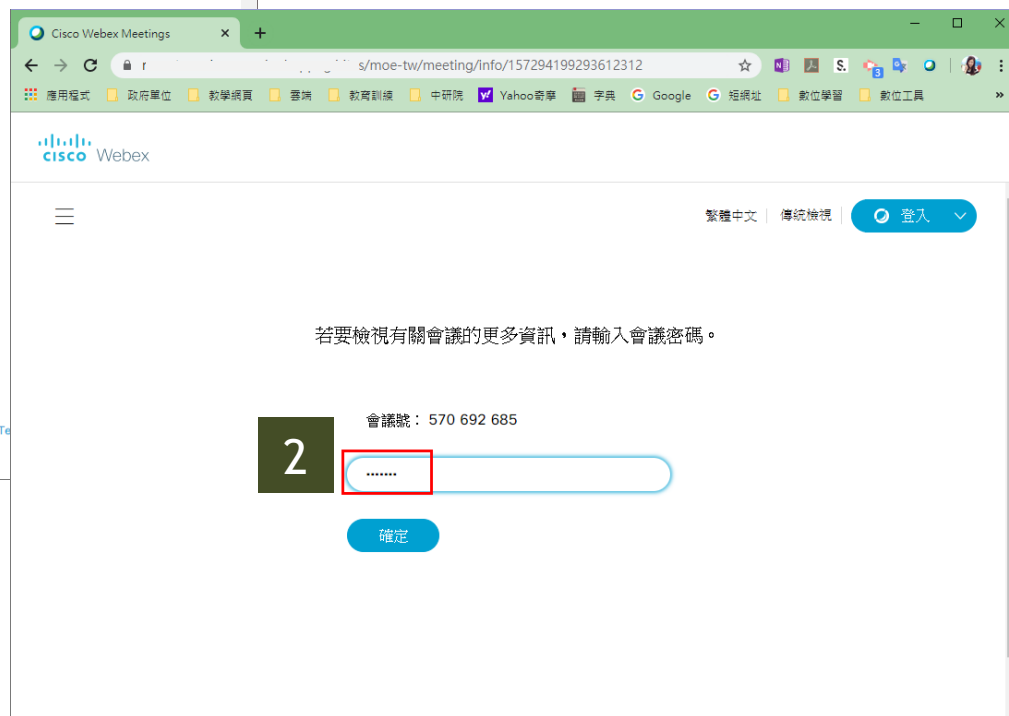 Cisco Webex Meetings
s/moe-tw/meeting/info/157294199293612312
應用程式 政府單位 教學網頁 雲端 教育訓練 中研院 Yahoo奇摩 字典 Google 短網址 數位學習 數位工具 »
CISCO Webex
繁體中文 傳統檢視 登入
若要檢視有關會議的更多資訊，請輸入會議密碼。
會議號： 570 692 685
2
•••••••
確定